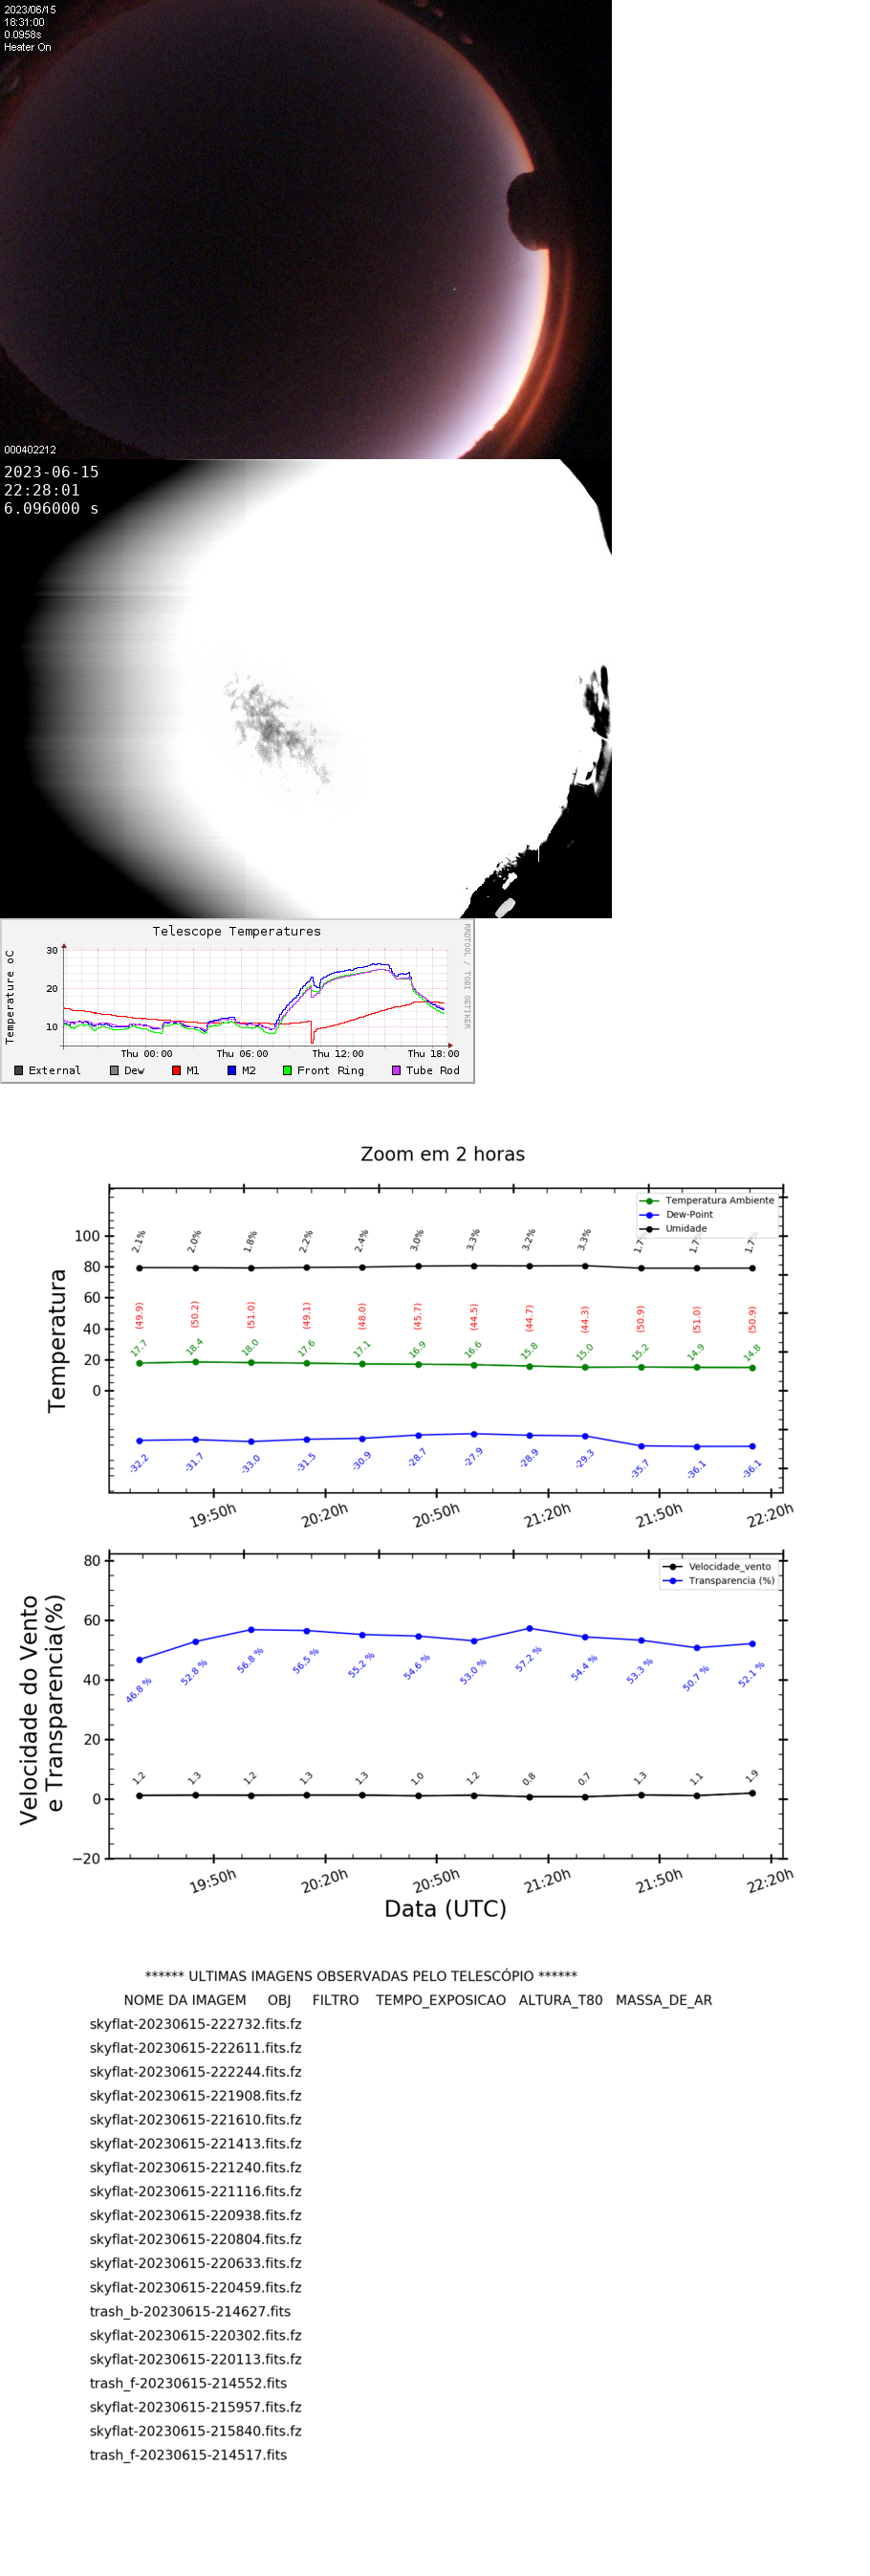 2023/06/15
18:31:00
0.0958s
Heater On
000402212
2023-06-15
22:28:01
6.096000 s
Telescope Temperatures
RRDTOOL / TOBI OETIKER
Temperature oC
30
20
10
Thu 00:00 Thu 06:00 Thu 12:00 Thu 18:00
External Dew M1 M2 Front Ring Tube Rod
Zoom em 2 horas
Temperatura Ambiente
Dew-Point
Umidade
Temperatura
100
80
60
40
20
0
2.1% 2.0% 1.8% 2.2% 2.4% 3.0% 3.3% 3.2% 3.3% 1.7% 1.7% 1.7%
(49.9) (50.2) (51.0) (49.1) (48.0) (45.7) (44.5) (44.7) (44.3) (50.9) (51.0) (50.9)
17.7 18.4 18.0 17.6 17.1 16.9 16.6 15.8 15.0 15.2 14.9 14.8
-32.2 -31.7 -33.0 -31.5 -30.9 -28.7 -27.9 -28.9 -29.3 -35.7 -36.1 -36.1
19:50h 20:20h 20:50h 21:20h 21:50h 22:20h
Velocidade_vento
Transparencia (%)
Velocidade do Vento
e Transparencia(%)
80
60
40
20
0
−20
46.8 % 52.8 % 56.8 % 56.5 % 55.2 % 54.6 % 53.0 % 57.2 % 54.4 % 53.3 % 50.7 % 52.1 %
1.2 1.3 1.2 1.3 1.3 1.0 1.2 0.8 0.7 1.3 1.1 1.9
19:50h 20:20h 20:50h 21:20h 21:50h 22:20h
Data (UTC)
****** ULTIMAS IMAGENS OBSERVADAS PELO TELESCÓPIO ******
NOME DA IMAGEM OBJ FILTRO TEMPO_EXPOSICAO ALTURA_T80 MASSA_DE_AR
skyflat-20230615-222732.fits.fz
skyflat-20230615-222611.fits.fz
skyflat-20230615-222244.fits.fz
skyflat-20230615-221908.fits.fz
skyflat-20230615-221610.fits.fz
skyflat-20230615-221413.fits.fz
skyflat-20230615-221240.fits.fz
skyflat-20230615-221116.fits.fz
skyflat-20230615-220938.fits.fz
skyflat-20230615-220804.fits.fz
skyflat-20230615-220633.fits.fz
skyflat-20230615-220459.fits.fz
trash_b-20230615-214627.fits
skyflat-20230615-220302.fits.fz
skyflat-20230615-220113.fits.fz
trash_f-20230615-214552.fits
skyflat-20230615-215957.fits.fz
skyflat-20230615-215840.fits.fz
trash_f-20230615-214517.fits